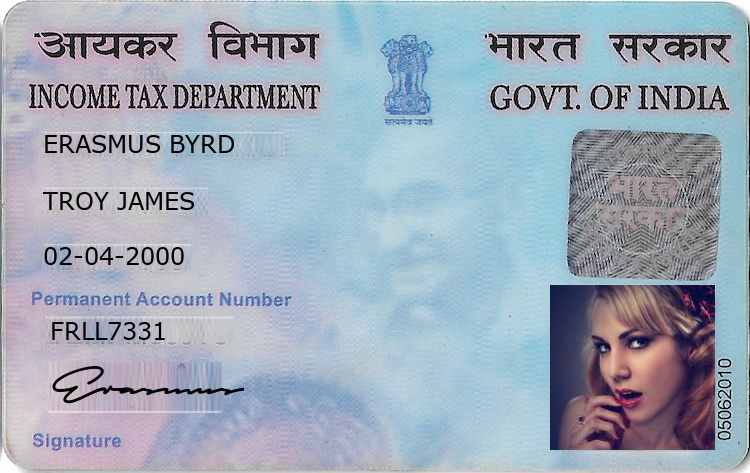 आयकर विभाग
भारत सरकार
INCOME TAX DEPARTMENT
GOVT. OF INDIA
सत्यमेव जयते
ERASMUS BYRD
TROY JAMES
02-04-2000
भारत
सरकार
Permanent Account Number
FRLL7331
Erasmus
Signature
05062010